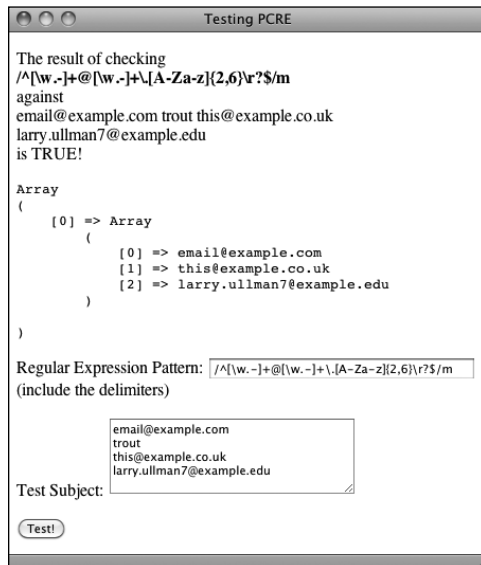 Testing PCRE
The result of checking
/^[\w.-]+@[\w.-]+\.[A-Za-z]{2,6}\r?$/m
against
email@example.com trout this@example.co.uk
larry.ullman7@example.edu
is TRUE!
Array
(
[0] => Array
(
[0] => email@example.com
[1] => this@example.co.uk
[2] => larry.ullman7@example.edu
)
)
Regular Expression Pattern: /^[\w.-]+@[\w.-]+\.[A-Za-z]{2,6}\r?$/m
(include the delimiters)
email@example.com
trout
this@example.co.uk
larry.ullman7@example.edu
Test Subject:
Test!